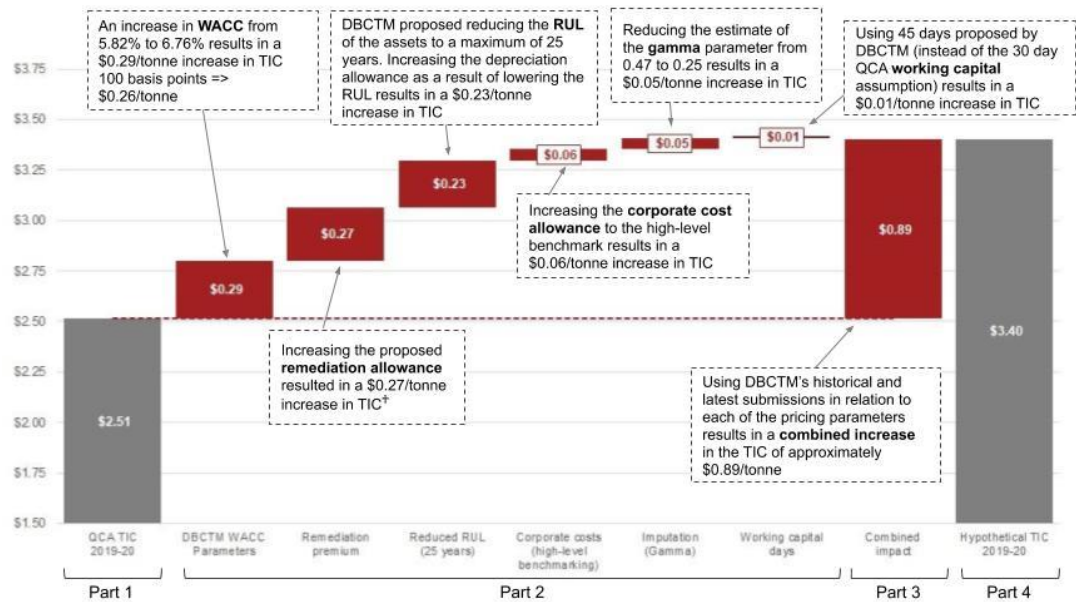 An increase in WACC from
5.82% to 6.76% results in a
$0.29/tonne increase in TIC
100 basis points =>
$0.26/tonne
DBCTM proposed reducing the RUL
of the assets to a maximum of 25
years. Increasing the depreciation
allowance as a result of lowering the
RUL results in a $0.23/tonne
increase in TIC
Reducing the estimate
of the gamma parameter from
0.47 to 0.25 results in a
$0.05/tonne increase in TIC
Using 45 days proposed by
DBCTM (instead of the 30 day
QCA working capital
assumption) results in a
$0.01/tonne increase in TIC
$3.75
$3.50
$3.25
$3.00
$2.75
$2.50
$2.25
$2.00
$1.75
$1.50
$2.51
$0.29
$0.27
$0.23
$0.06
$0.05
$0.01
$0.89
$3.40
Increasing the corporate cost
allowance to the high-level
benchmark results in a
$0.06/tonne increase in TIC
Increasing the proposed
remediation allowance
resulted in a $0.27/tonne
increase in TIC†
Using DBCTM's historical and
latest submissions in relation to
each of the pricing parameters
results in a combined increase
in the TIC of approximately
$0.89/tonne
QCA TIC
2019-20
DBCTM WACC
Parameters
Remediation
premium
Reduced RUL
(25 years)
Corporate costs
(high-level
benchmarking)
Imputation
(Gamma)
Working capital
days
Combined
impact
Hypothetical TIC
2019-20
Part 1
Part 2
Part 3
Part 4